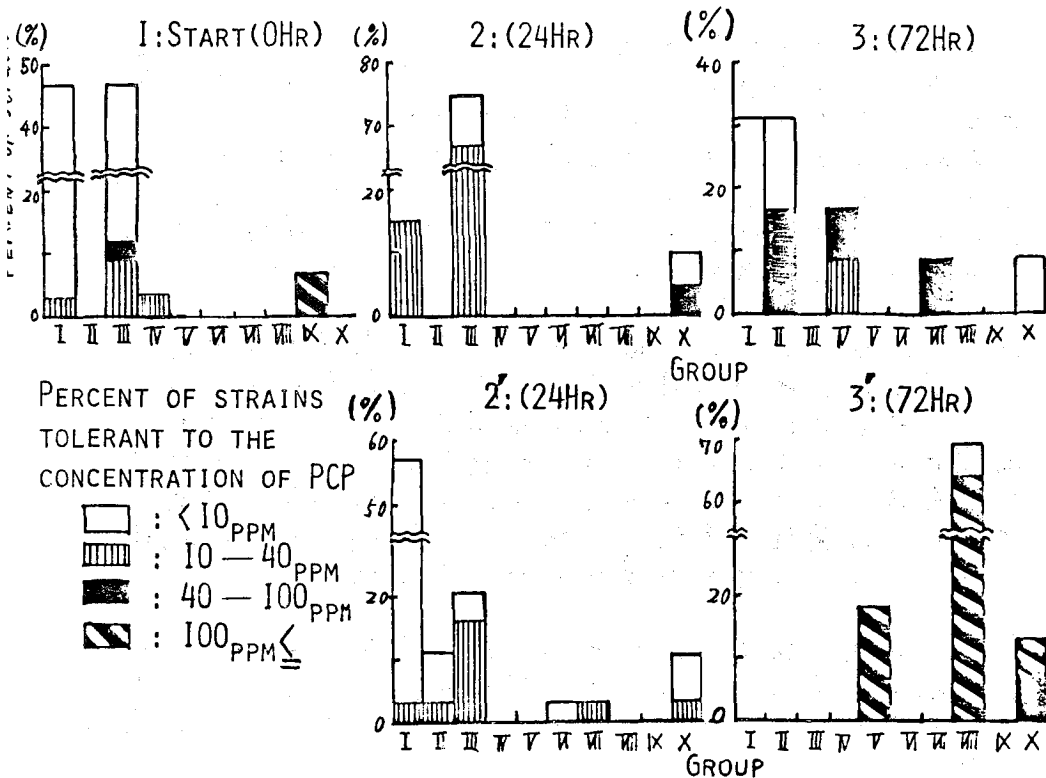 (%) I:START(0HR) (%) 2:(24HR) (%) 3:(72HR)
50
40
20
0
I II III IV V VI VII VIII IX X
80
70
20
0
I II III IV V VI VII VIII IX X
40
30
20
10
0
I II III IV V VI VII VIII IX X
GROUP
PERCENT OF STRAINS
TOLERANT TO THE
CONCENTRATION OF PCP
: <10PPM
: 10—40PPM
: 40—100PPM
: 100PPM≦
(%) 2':(24HR) (%) 3':(72HR)
60
50
20
0
I II III IV V VI VII VIII IX X
70
60
20
0
I II III IV V VI VII VIII IX X
GROUP